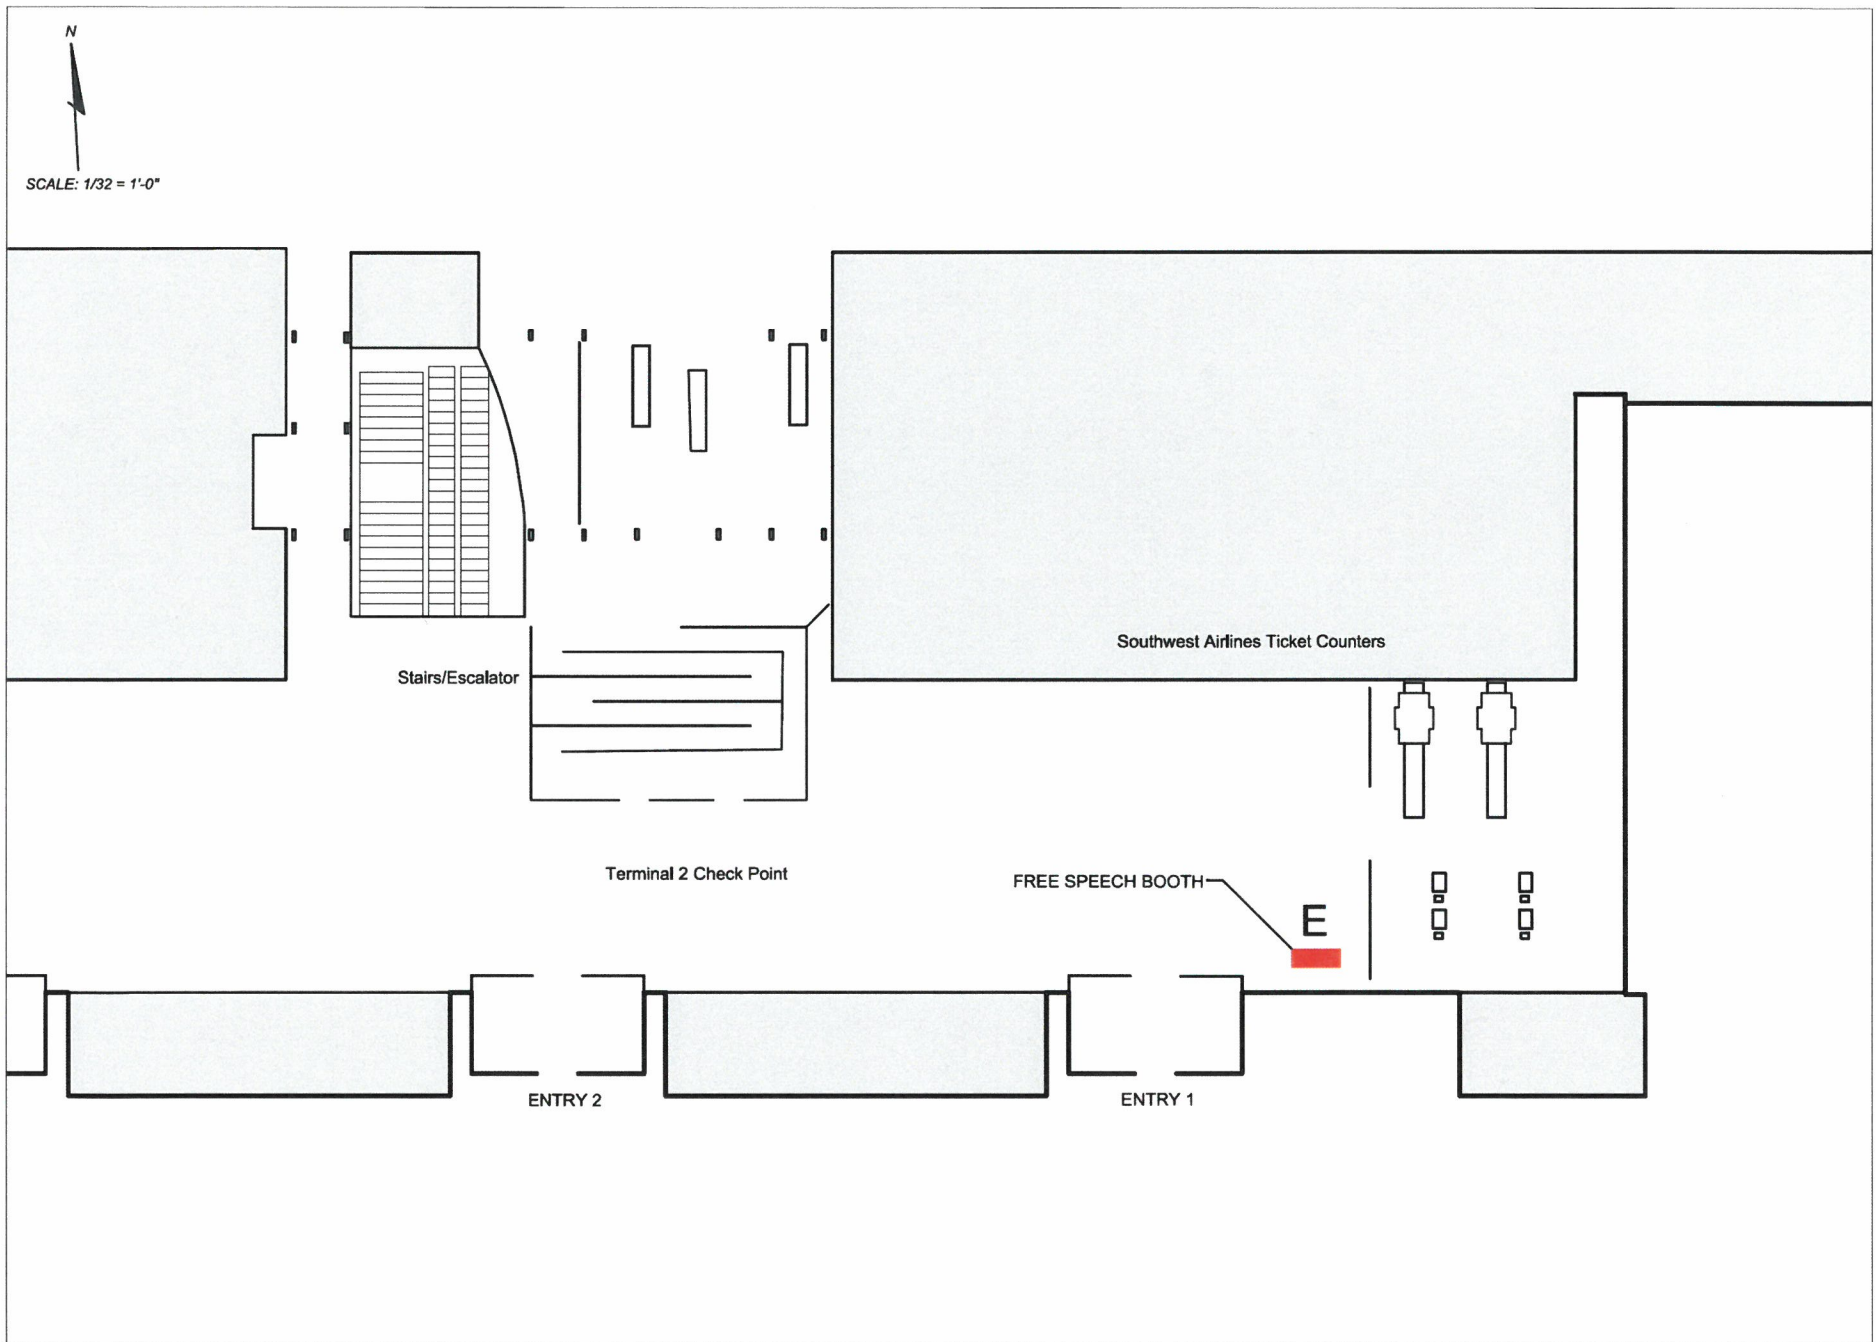 N
SCALE: 1/32 = 1'-0"
Southwest Airlines Ticket Counters
Stairs/Escalator
Terminal 2 Check Point
FREE SPEECH BOOTH
E
ENTRY 2
ENTRY 1